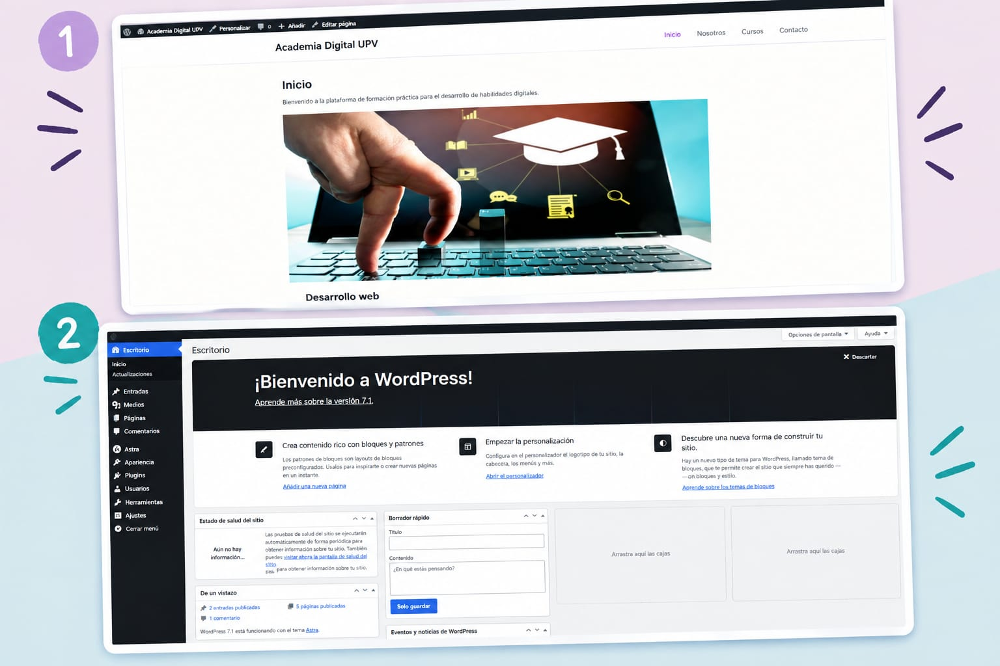 1
Academia Digital UPV Personalizar 0 Añadir Editar página
Academia Digital UPV
Inicio Nosotros Cursos Contacto
Inicio
Bienvenido a la plataforma de formación práctica para el desarrollo de habilidades digitales.
Desarrollo web
2
Escritorio
Inicio
Actualizaciones
Entradas
Medios
Páginas
Comentarios
Astra
Apariencia
Plugins
Usuarios
Herramientas
Ajustes
Cerrar menú
Opciones de pantalla Ayuda
Escritorio
Descartar
¡Bienvenido a WordPress!
Aprende más sobre la versión 7.1.
Crea contenido rico con bloques y patrones
Los patrones de bloques son layouts de bloques
preconfigurados. Úsalos para inspirarte o crear nuevas páginas
en un instante.
Añadir una nueva página
Empezar la personalización
Configura en el personalizador el logotipo de tu sitio, la
cabecera, los menús y más.
Abrir el personalizador
Descubre una nueva forma de construir tu
sitio.
Hay un nuevo tipo de tema para WordPress, llamado tema de
bloques, que te permite crear el sitio que siempre has querido —
—on bloques y estilo.
Aprende sobre los temas de bloques
Estado de salud del sitio
Aún no hay
información...
Las pruebas de salud del sitio se ejecutarán
automáticamente de forma periódica para
obtener información sobre tu sitio. También
puedes visitar ahora la pantalla de salud del
para obtener información sobre tu sitio.
De un vistazo
2 entradas publicadas 5 páginas publicadas
1 comentario
WordPress 7.1 está funcionando con el tema Astra.
Borrador rápido
Título
Contenido
¿En qué estás pensando?
Solo guardar
Eventos y noticias de WordPress
Arrastra aquí las cajas
Arrastra aquí las cajas